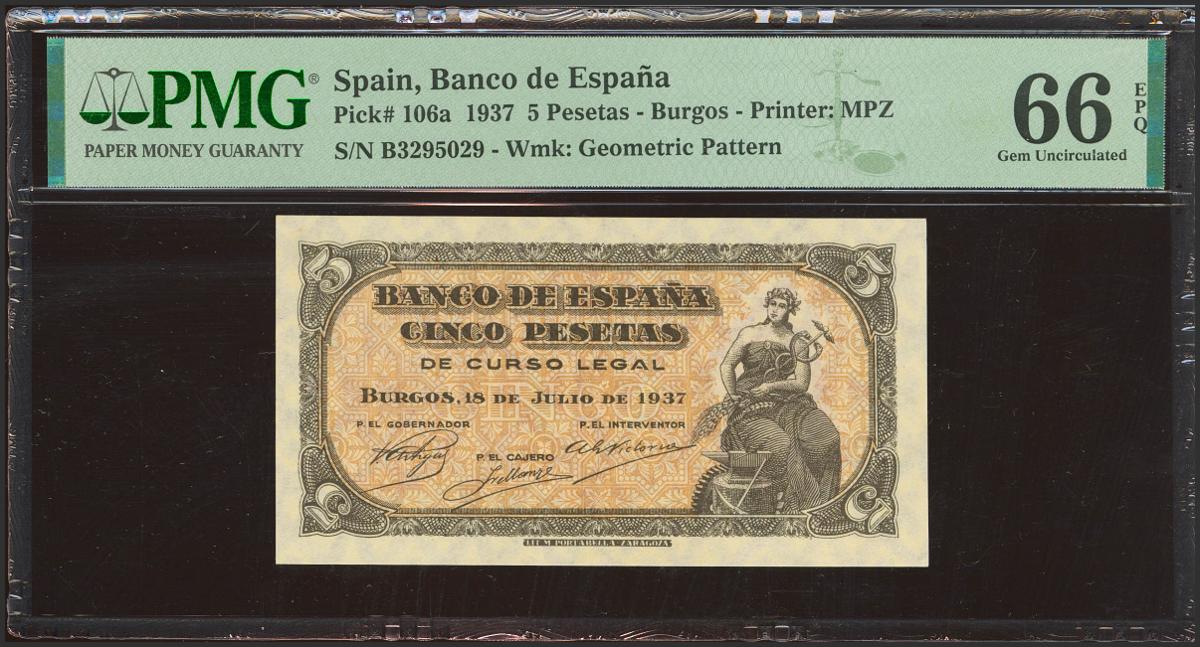 PMG®
PAPER MONEY GUARANTY
Spain, Banco de España
Pick# 106a 1937 5 Pesetas - Burgos - Printer: MPZ
S/N B3295029 - Wmk: Geometric Pattern
66
EPQ
Gem Uncirculated
5
5
BANCO DE ESPAÑA
CINCO PESETAS
DE CURSO LEGAL
BURGOS, 18 DE JULIO DE 1937
CINCO
P. EL GOBERNADOR
P. EL INTERVENTOR
P. EL CAJERO
5
5
LIT. M. PORTABELLA ZARAGOZA